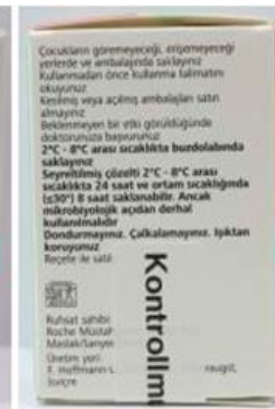 Çocukların göremeyeceği, erişemeyeceği
yerlerde ve ambalajında saklayınız
Kullanmadan önce kullanma talimatını
okuyunuz
Kesilmiş veya açılmış ambalajları satın
almayınız
Beklenmeyen bir etki görüldüğünde
doktorunuza başvurunuz
2°C - 8°C arası sıcaklıkta buzdolabında
saklayınız
Seyreltilmiş çözelti 2°C - 8°C arası
sıcaklıkta 24 saat ve ortam sıcaklığında
(≤30°) 8 saat saklanabilir. Ancak
mikrobiyolojik açıdan derhal
kullanılmalıdır
Dondurmayınız. Çalkalamayınız. Işıktan
koruyunuz
Reçete ile satıl
Ruhsat sahibi:
Roche Müstah
Maslak/Sarıyer
Üretim yeri:
F. Hoffmann-L
İsviçre
Kontrollm